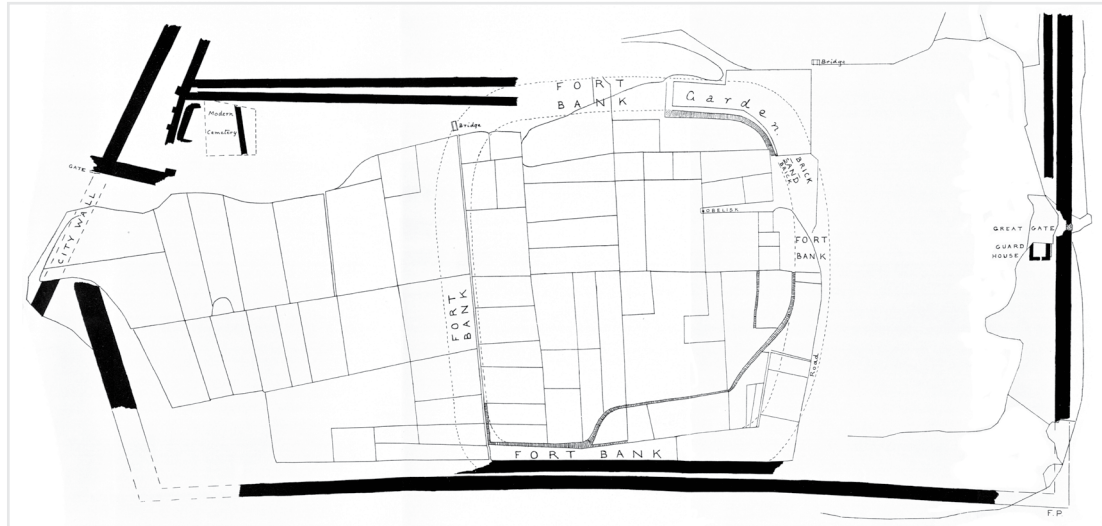 FORT
BANK
Garden.
Bridge
Modern
Cemetery
Bridge
GATE
BRICK
SAND
BRICK
CITY WALL
OBELISK
GREAT GATE
GUARD
HOUSE
FORT
BANK
FORT
BANK
Road
FORT BANK
F.P